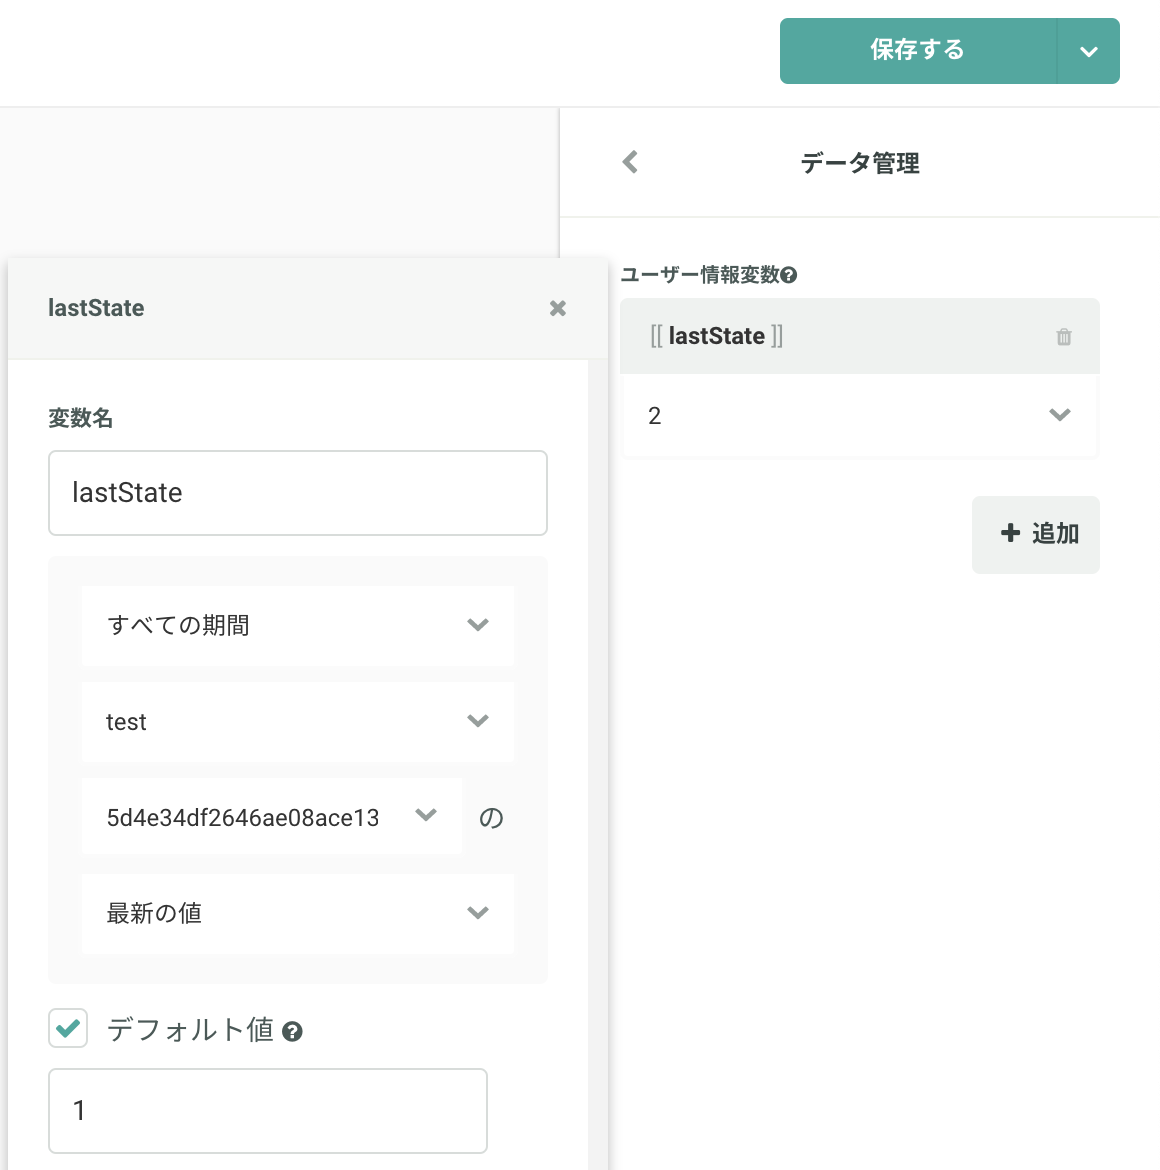 保存する
データ管理
ユーザー情報変数
[[ lastState ]]
2
追加
lastState
変数名
lastState
すべての期間
test
5d4e34df2646ae08ace13
の
最新の値
デフォルト値
1